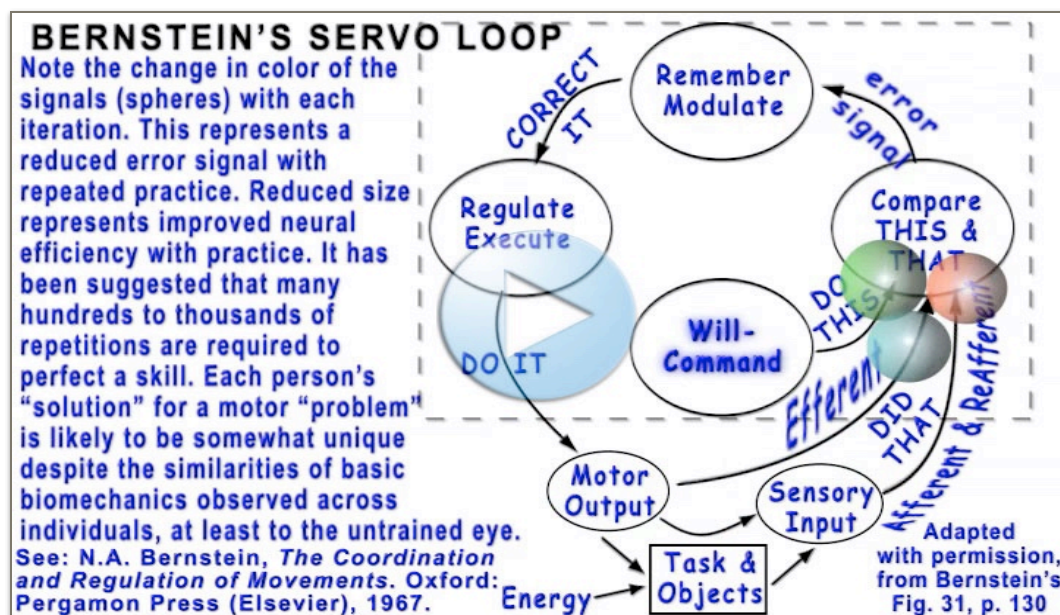 BERNSTEIN'S SERVO LOOP
Note the change in color of the
signals (spheres) with each
iteration. This represents a
reduced error signal with
repeated practice. Reduced size
represents improved neural
efficiency with practice. It has
been suggested that many
hundreds to thousands of
repetitions are required to
perfect a skill. Each person's
“solution” for a motor “problem”
is likely to be somewhat unique
despite the similarities of basic
biomechanics observed across
individuals, at least to the untrained eye.
See: N.A. Bernstein, The Coordination
and Regulation of Movements. Oxford:
Pergamon Press (Elsevier), 1967.
Remember
Modulate
error
signal
CORRECT
IT
Regulate
Execute
Compare
THIS &
THAT
Will-
Command
DO
THIS
DO IT
Efferent
DID
THAT
Afferent & ReAfferent
Motor
Output
Sensory
Input
Task &
Objects
Energy
Adapted
with permission,
from Bernstein's
Fig. 31, p. 130